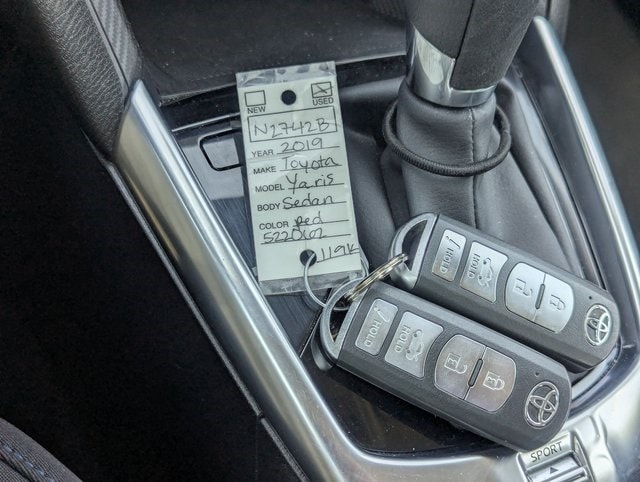 NEW USED
N2742B
YEAR 2019
MAKE Toyota
MODEL Yaris
BODY Sedan
COLOR Red
119K
HOLD HOLD
HOLD HOLD
SPORT